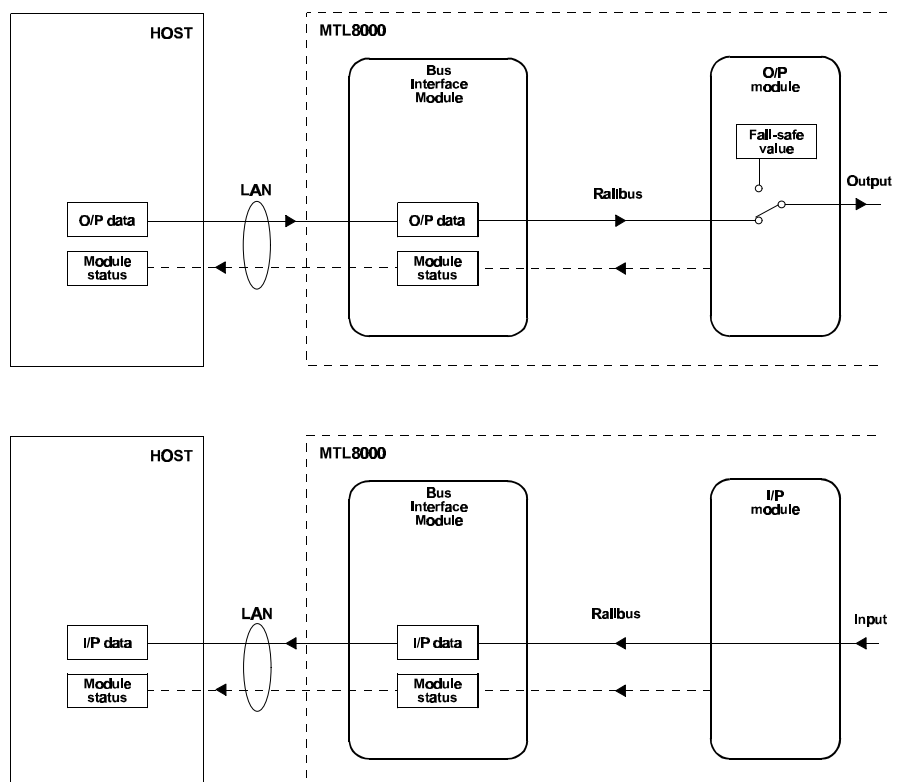 HOST
MTL8000
Bus
Interface
Module
O/P
module
Fail-safe
value
LAN
Railbus
Output
O/P data
O/P data
Module
status
Module
status
HOST
MTL8000
Bus
Interface
Module
I/P
module
LAN
Railbus
Input
I/P data
I/P data
Module
status
Module
status